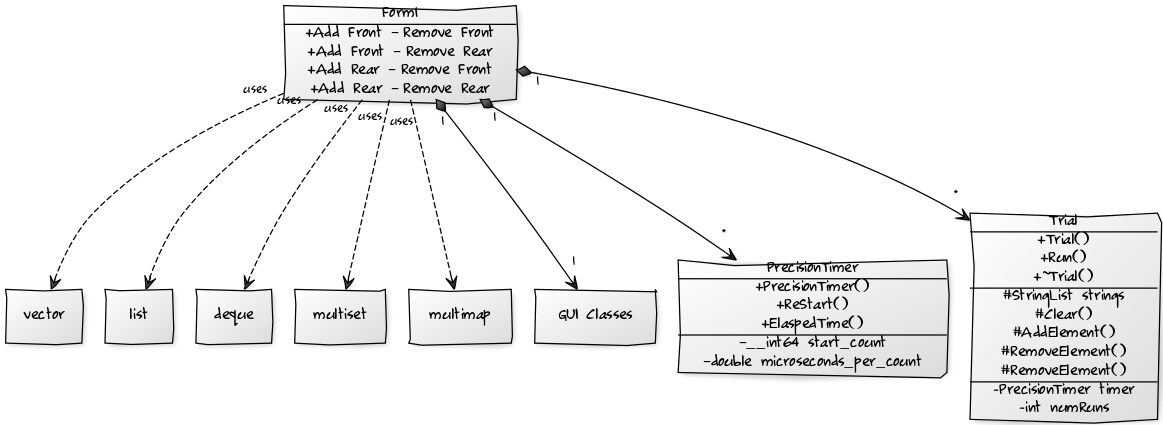 Form1
+Add Front - Remove Front
+Add Front - Remove Rear
+Add Rear - Remove Front
+Add Rear - Remove Rear
uses
uses
uses
uses
uses
1
1
1
*
*
1
vector
list
deque
multiset
multimap
GUI Classes
PrecisionTimer
+PrecisionTimer()
+ReStart()
+ElaspedTime()
-__int64 start_count
-double microseconds_per_count
Trial
+Trial()
+Run()
+~Trial()
#StringList strings
#Clear()
#AddElement()
#RemoveElement()
#RemoveElement()
-PrecisionTimer timer
-int numRuns